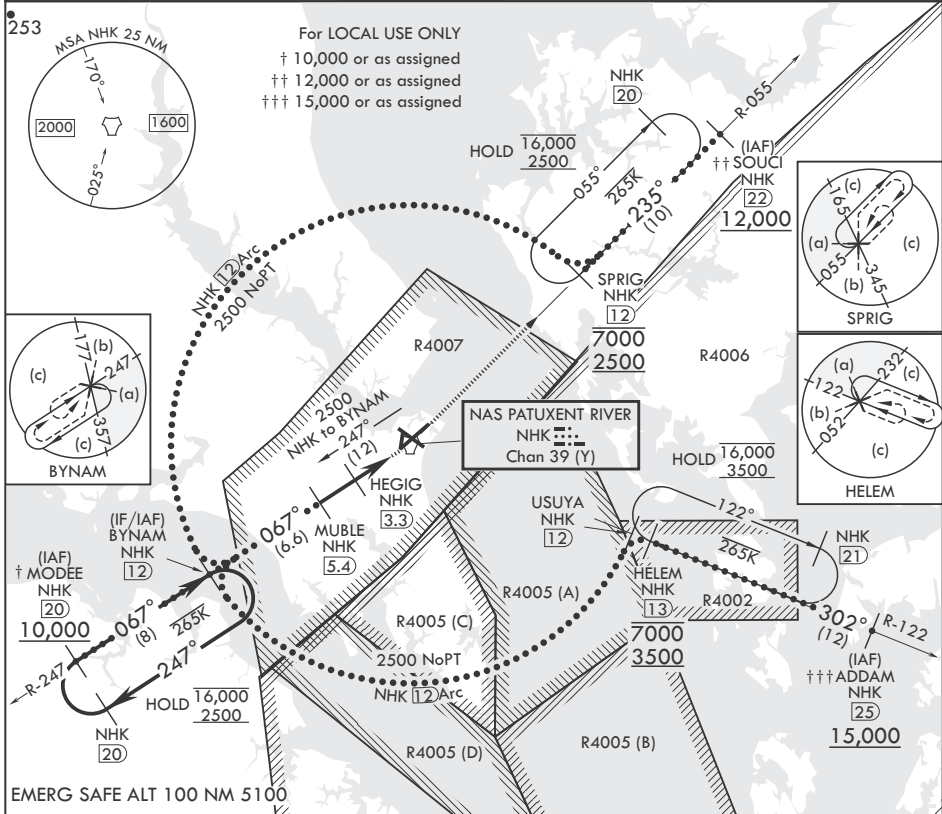 253
MSA NHK 25 NM
170°
2000
1600
025°
For LOCAL USE ONLY
† 10,000 or as assigned
†† 12,000 or as assigned
††† 15,000 or as assigned
NHK
20
R-055
HOLD 16,000
2500
055°
265K
235°
(10)
(IAF)
†† SOUCI
NHK
22
12,000
(c)
165
(a)
(c)
055
(b)
345
SPRIG
NHK 12 Arc
2500 NoPT
SPRIG
NHK
12
7000
2500
R4007
R4006
177
(b)
247
(c)
(a)
357
(c)
BYNAM
(a)
232
(c)
122
(b)
052
(c)
HELEM
2500
NHK to BYNAM
247°
(12)
NAS PATUXENT RIVER
NHK
Chan 39 (Y)
HOLD 16,000
3500
HEGIG
NHK
3.3
067°
(6.6)
MUBLE
NHK
5.4
USUYA
NHK
12
122°
265K
NHK
21
(IF/IAF)
BYNAM
NHK
12
(IAF)
† MODEE
NHK
20
10,000
067°
(8)
265K
247°
R-247
HOLD 16,000
2500
NHK
20
R4005 (A)
R4005 (C)
HELEM
NHK
13
7000
3500
R4002
302°
(12)
R-122
(IAF)
†††ADDAM
NHK
25
15,000
2500 NoPT
NHK 12 Arc
R4005 (D)
R4005 (B)
EMERG SAFE ALT 100 NM 5100